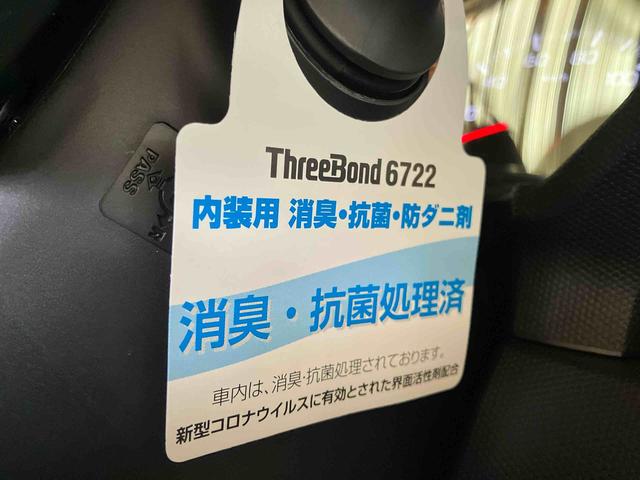 ThreeBond 6722
内装用 消臭・抗菌・防ダニ剤
消臭・抗菌処理済
車内は、消臭・抗菌処理されております。
新型コロナウイルスに有効とされた界面活性剤配合
PASS